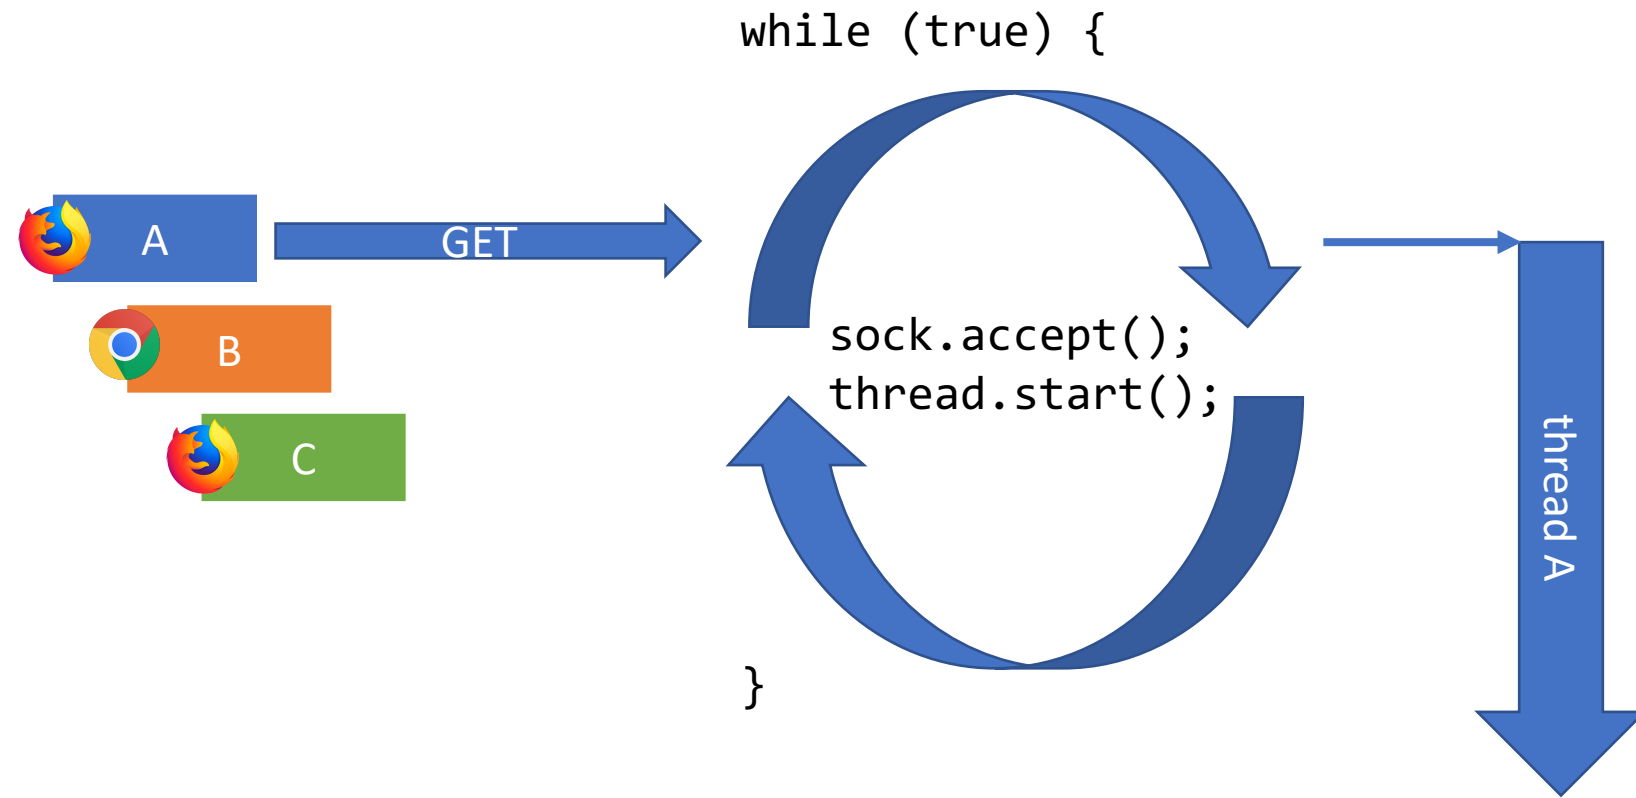 while (true) {
A
GET
B
sock.accept();
thread.start();
C
thread A
}